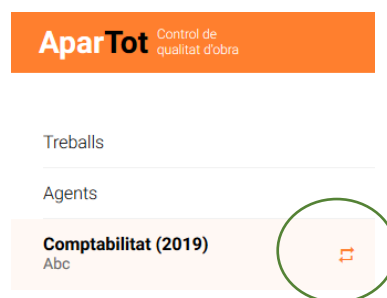 AparTot Control de
qualitat d'obra
Treballs
Agents
Comptabilitat (2019)
Abc